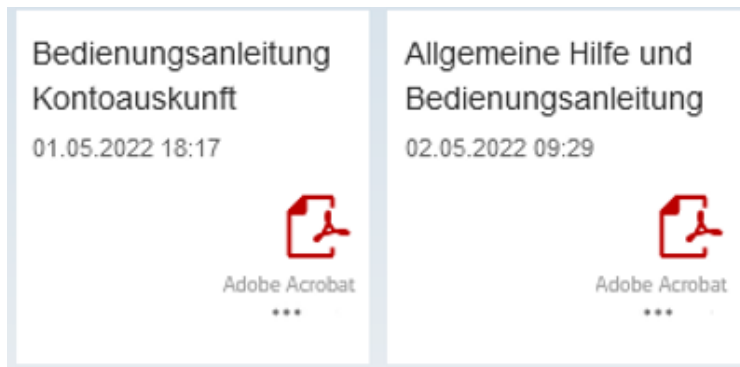 Bedienungsanleitung
Kontoauskunft
01.05.2022 18:17
Adobe Acrobat
•••
Allgemeine Hilfe und
Bedienungsanleitung
02.05.2022 09:29
Adobe Acrobat
•••